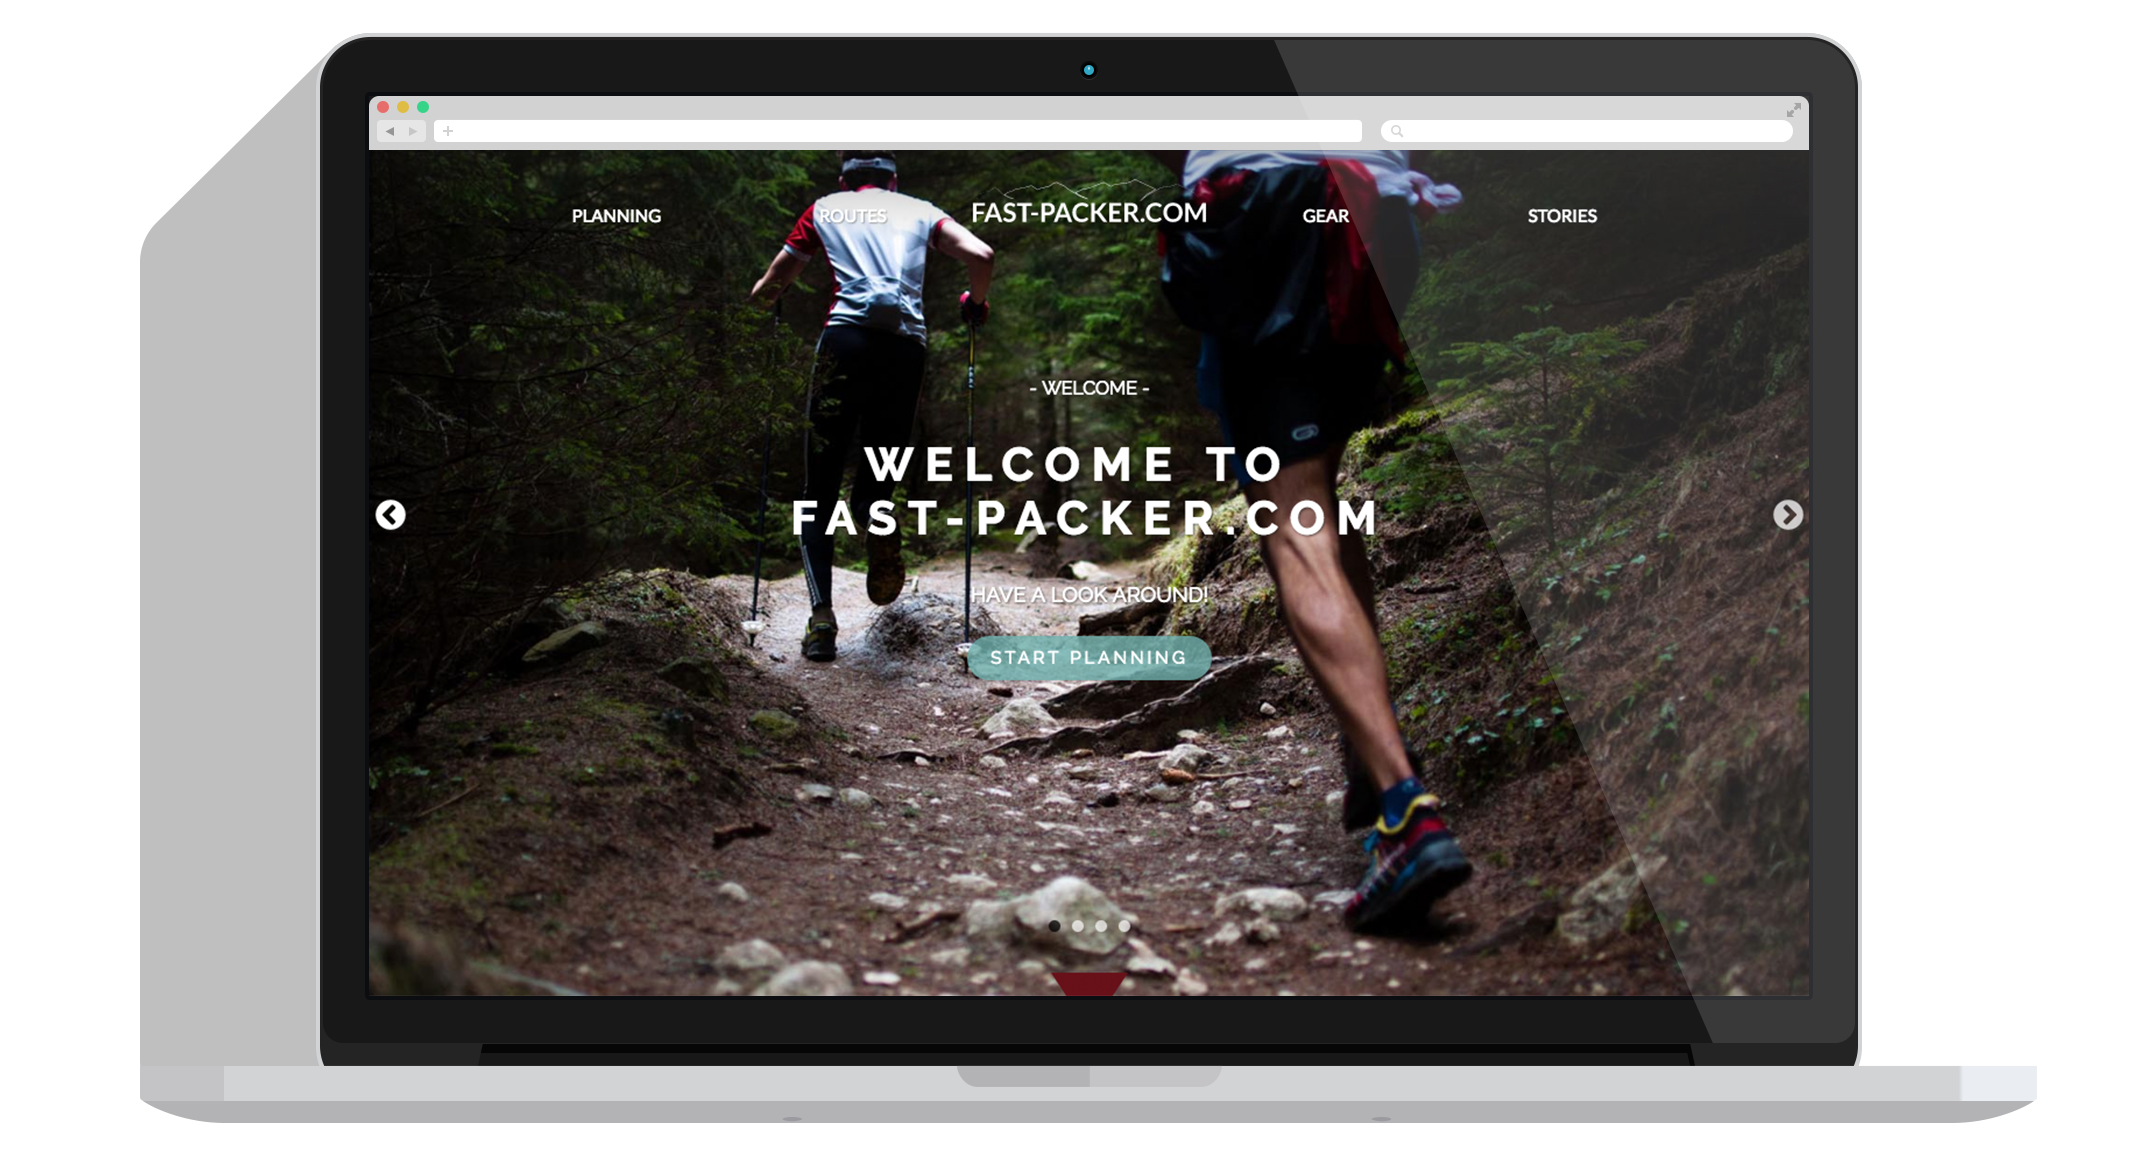 PLANNING
ROUTES
FAST-PACKER.COM
GEAR
STORIES
- WELCOME -
WELCOME TO
FAST-PACKER.COM
HAVE A LOOK AROUND!
START PLANNING